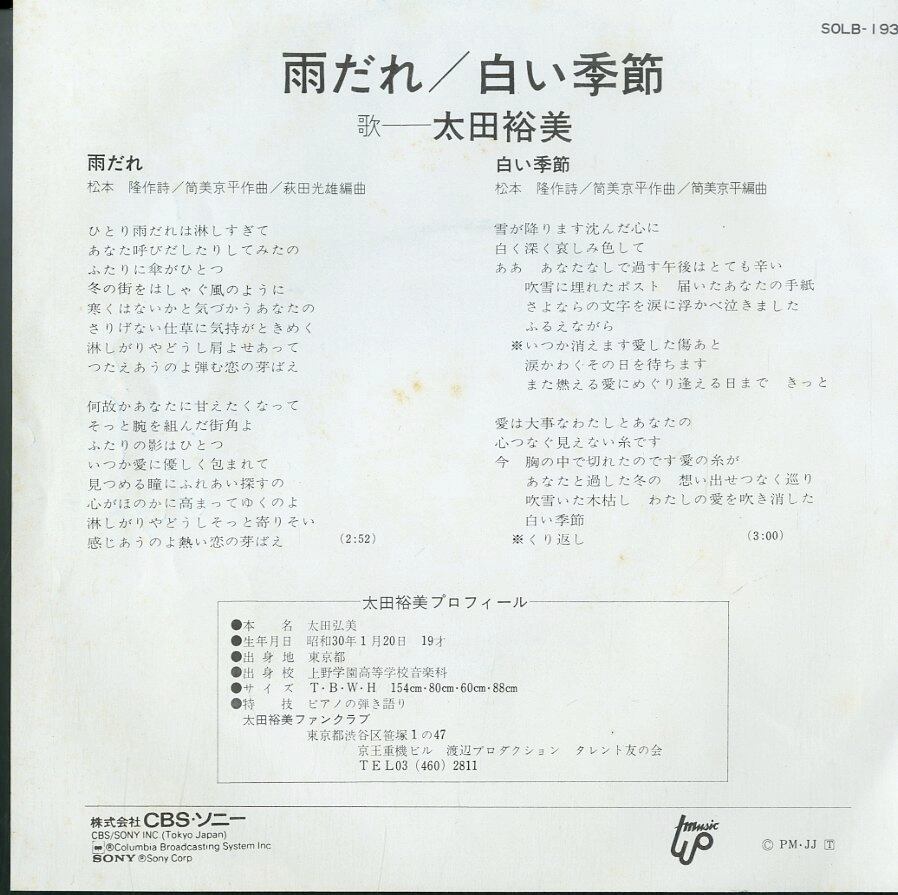 SOLB-193
雨だれ／白い季節
歌──太田裕美
雨だれ
松本 隆作詩／筒美京平作曲／萩田光雄編曲
ひとり雨だれは淋しすぎて
あなた呼びだしたりしてみたの
ふたりに傘がひとつ
冬の街をはしゃぐ風のように
寒くはないかと気づかうあなたの
さりげない仕草に気持がときめく
淋しがりやどうし肩よせあって
つたえあうのよ弾む恋の芽ばえ
何故かあなたに甘えたくなって
そっと腕を組んだ街角よ
ふたりの影はひとつ
いつか愛に優しく包まれて
見つめる瞳にふれあい探すの
心がほのかに高まってゆくのよ
淋しがりやどうしそっと寄りそい
感じあうのよ熱い恋の芽ばえ (2:52)
白い季節
松本 隆作詩／筒美京平作曲／筒美京平編曲
雪が降ります沈んだ心に
白く深く哀しみ色して
ああ あなたなしで過す午後はとても辛い
吹雪に埋れたポスト 届いたあなたの手紙
さよならの文字を涙に浮かべ泣きました
ふるえながら
※いつか消えます愛した傷あと
涙かわくその日を待ちます
また燃える愛にめぐり逢える日まで きっと
愛は大事なわたしとあなたの
心つなぐ見えない糸です
今 胸の中で切れたのです愛の糸が
あなたと過した冬の 想い出せつなく巡り
吹雪いた木枯し わたしの愛を吹き消した
白い季節
※くり返し (3:00)
太田裕美プロフィール
●本 名 太田弘美
●生年月日 昭和30年1月20日 19才
●出身地 東京都
●出身校 上野学園高等学校音楽科
●サイズ T・B・W・H 154cm・80cm・60cm・88cm
●特 技 ピアノの弾き語り
太田裕美ファンクラブ
東京都渋谷区笹塚1の47
京王重機ビル 渡辺プロダクション タレント友の会
TEL03（460）2811
株式会社CBS・ソニー
CBS/SONY INC (Tokyo Japan)
®Columbia Broadcasting System Inc
SONY ®Sony Corp
music up
© PM・JJ T